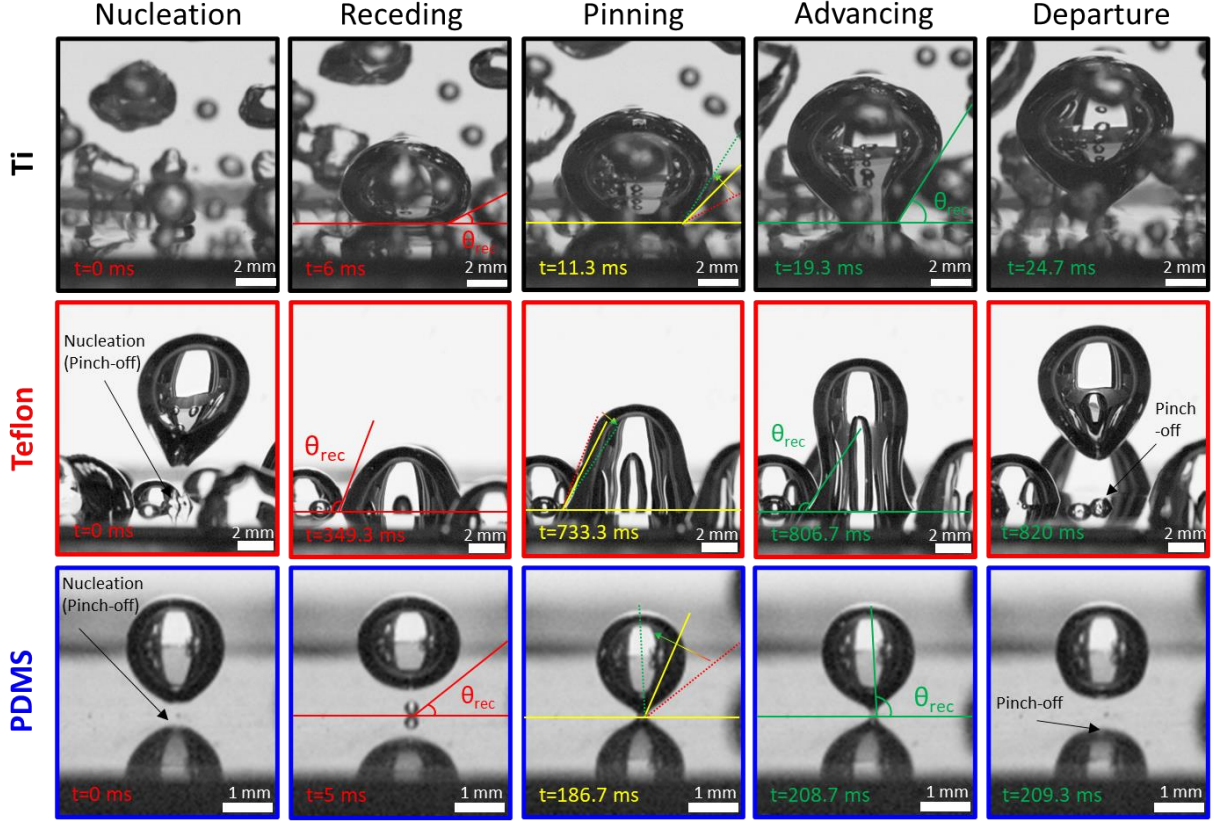 Nucleation Receding Pinning Advancing Departure
Ti
θrec
θrec
t=0 ms
2 mm
t=6 ms
2 mm
t=11.3 ms
2 mm
t=19.3 ms
2 mm
t=24.7 ms
2 mm
Teflon
Nucleation
(Pinch-off)
θrec
θrec
Pinch
-off
t=0 ms
2 mm
t=349.3 ms
2 mm
t=733.3 ms
2 mm
t=806.7 ms
2 mm
t=820 ms
2 mm
PDMS
Nucleation
(Pinch-off)
θrec
θrec
Pinch-off
t=0 ms
1 mm
t=5 ms
1 mm
t=186.7 ms
1 mm
t=208.7 ms
1 mm
t=209.3 ms
1 mm